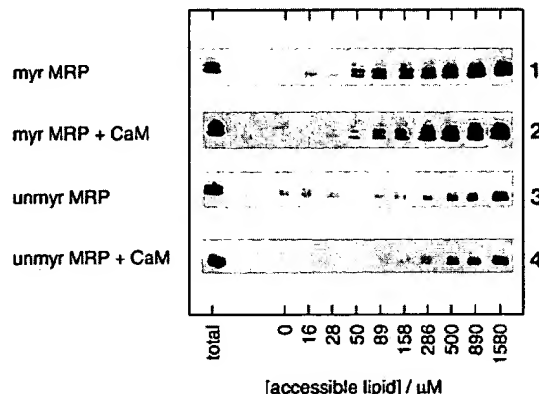 myr MRP 1
myr MRP + CaM 2
unmyr MRP 3
unmyr MRP + CaM 4
total 0 16 28 50 89 158 286 500 890 1580
[accessible lipid] / µM